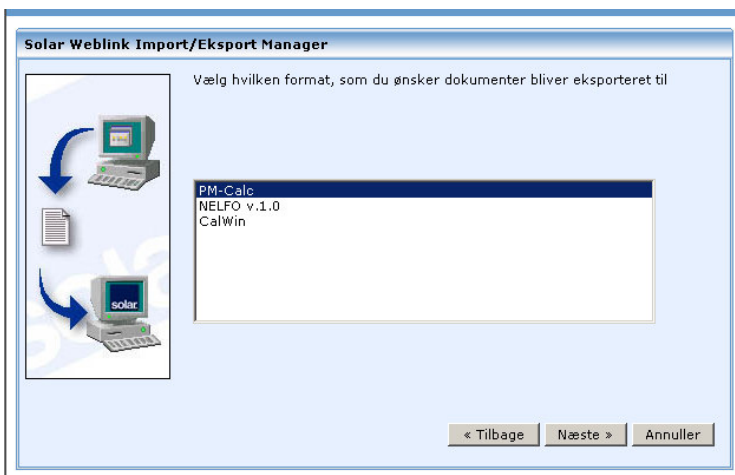 Solar Weblink Import/Eksport Manager
Vælg hvilken format, som du ønsker dokumenter bliver eksporteret til
PM-Calc
NELFO v.1.0
CalWin
solar
« Tilbage
Næste »
Annuller